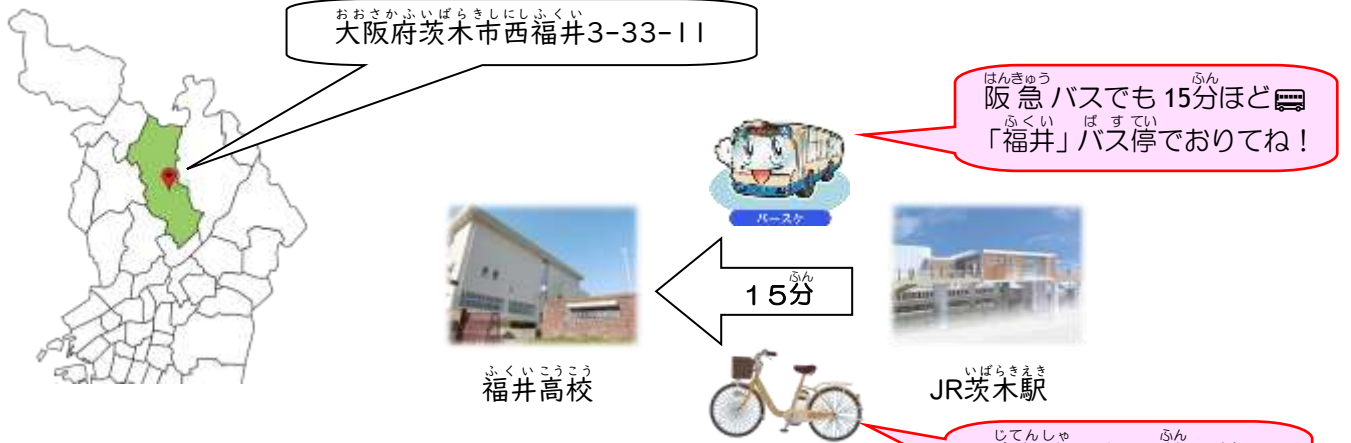 おおさかふいばらきしにしふくい
大阪府茨木市西福井3-33-11
はんきゅう ふん
阪急バスでも15分ほど
ふくい ばすてい
「福井」バス停でおりてね！
バースケ
ふん
15分
ふくいこうこう
福井高校
いばらきえき
JR茨木駅
じてんしゃ ふん